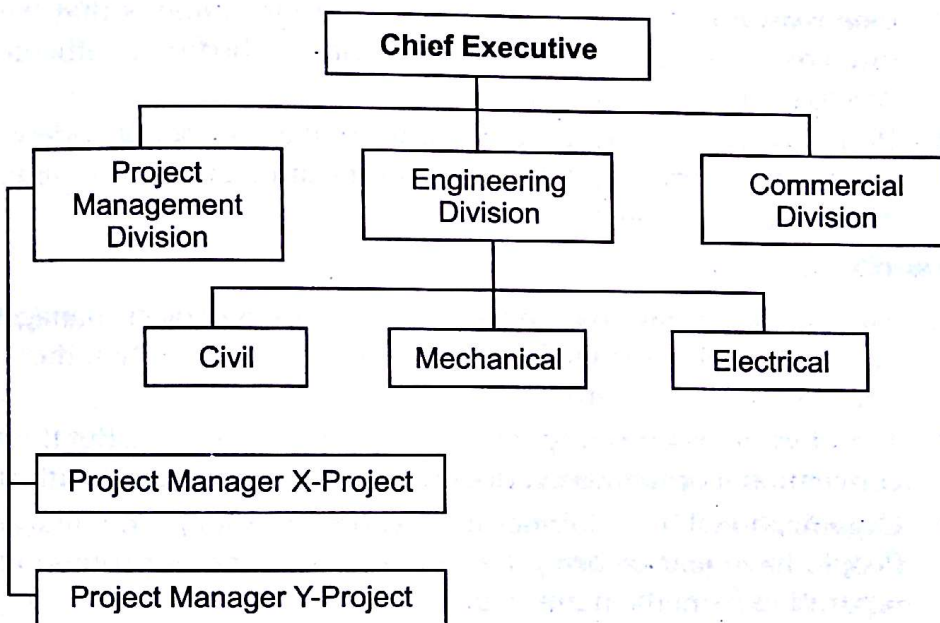 Chief Executive
Project
Management
Division
Engineering
Division
Commercial
Division
Civil
Mechanical
Electrical
Project Manager X-Project
Project Manager Y-Project